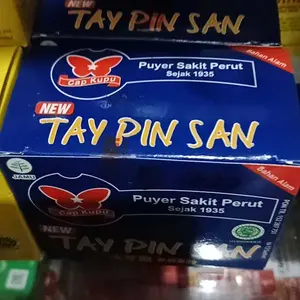 NEW
TAY PIN SAN
Cap Kupu
Puyer Sakit Perut
Sejak 1935
Bahan Alam
NEW
TAY PIN SAN
JAMU
Cap Kupu
Puyer Sakit Perut
Sejak 1935
Bahan Alam
NEW
TAY PIN SAN